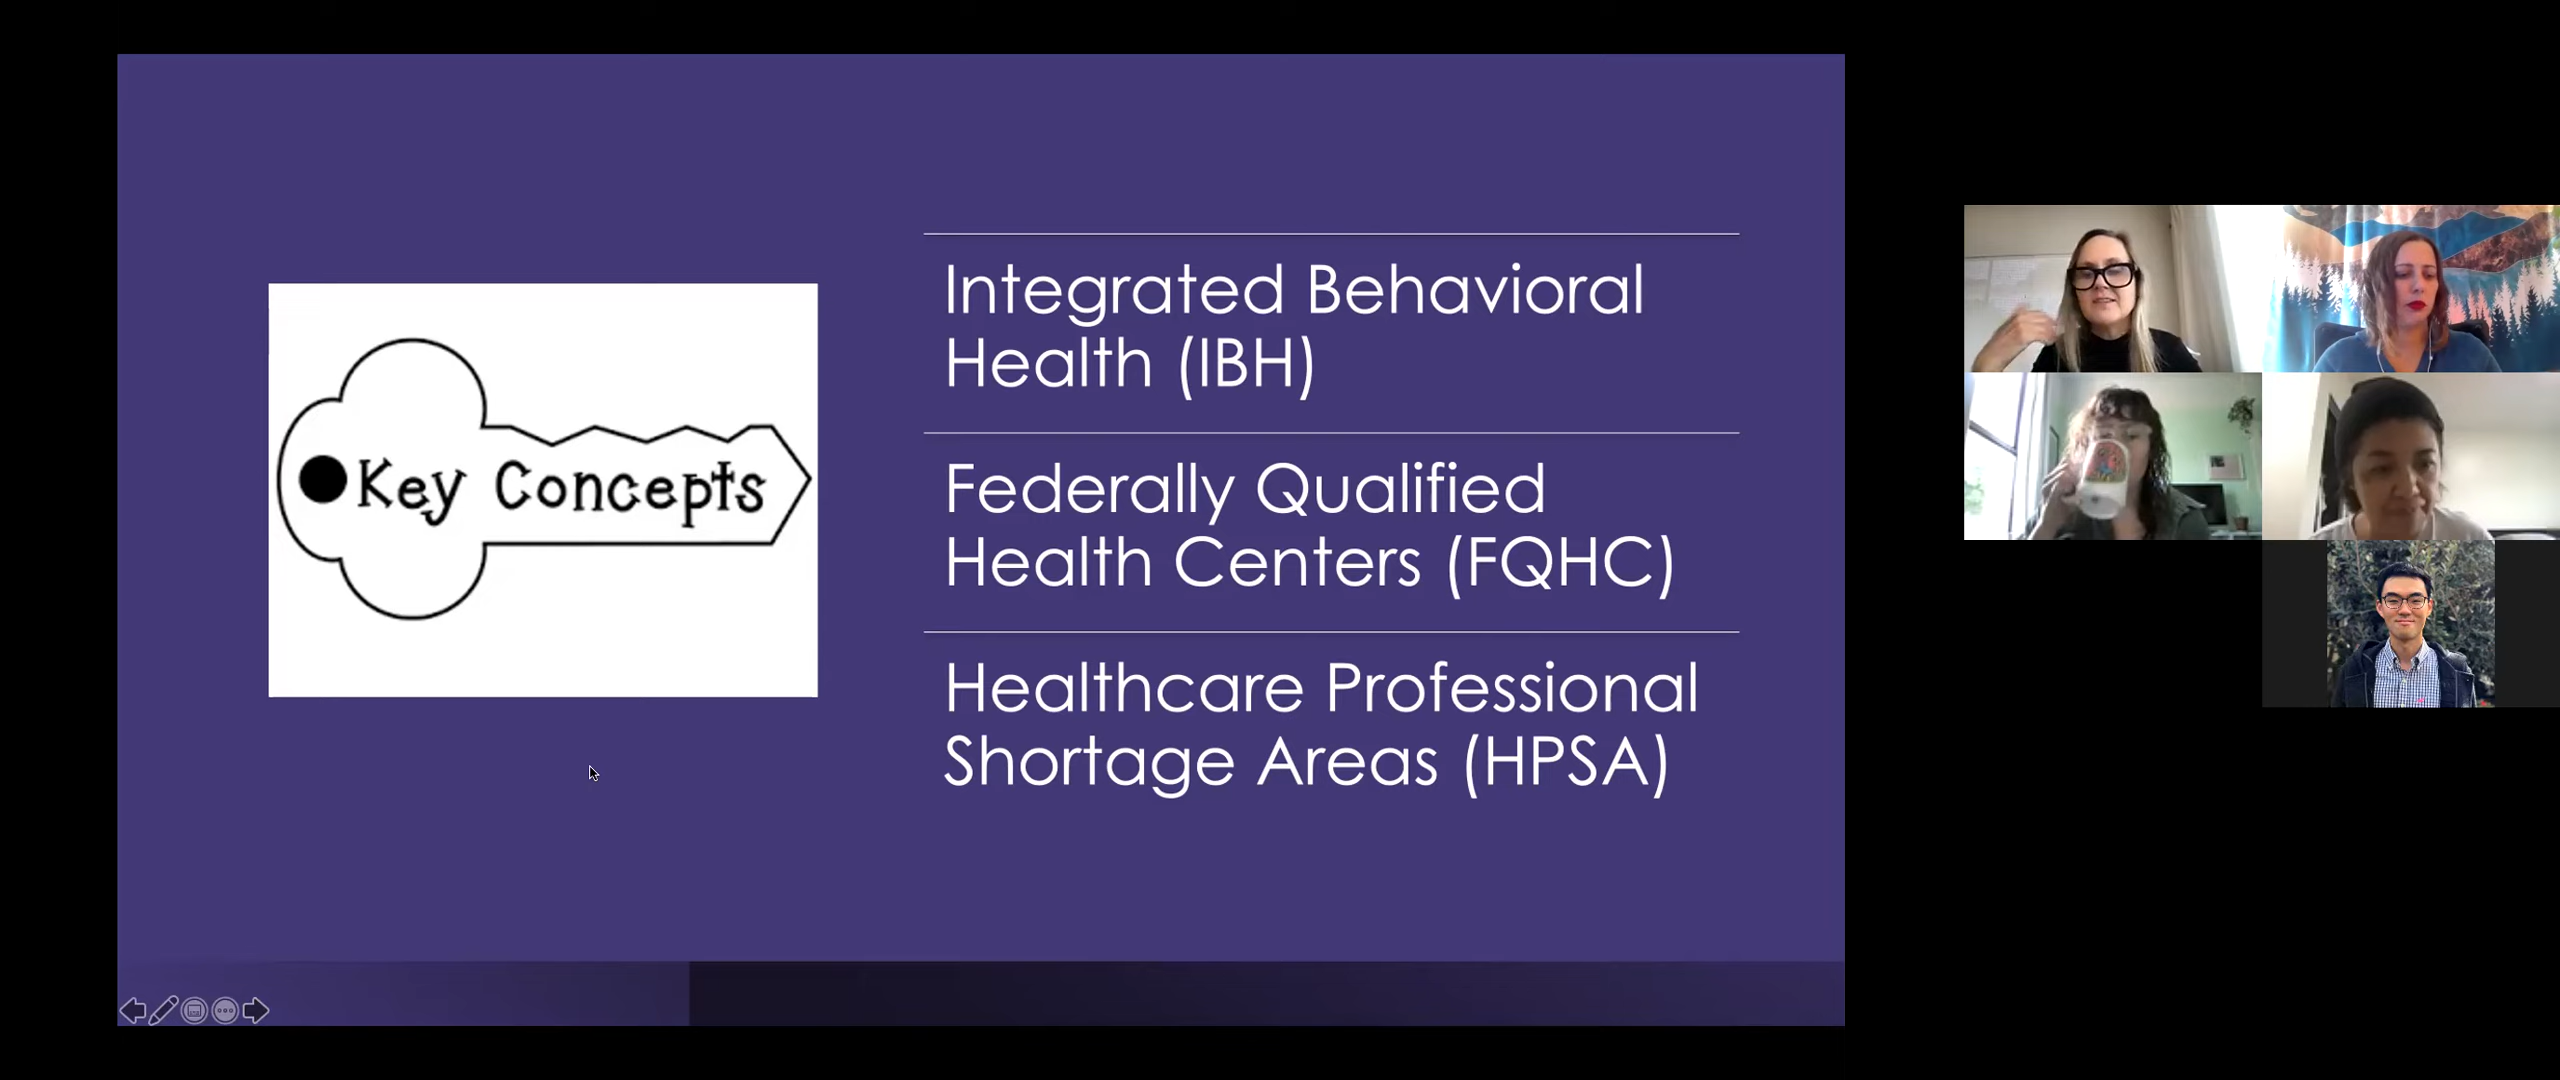 Key Concepts
Integrated Behavioral
Health (IBH)
Federally Qualified
Health Centers (FQHC)
Healthcare Professional
Shortage Areas (HPSA)